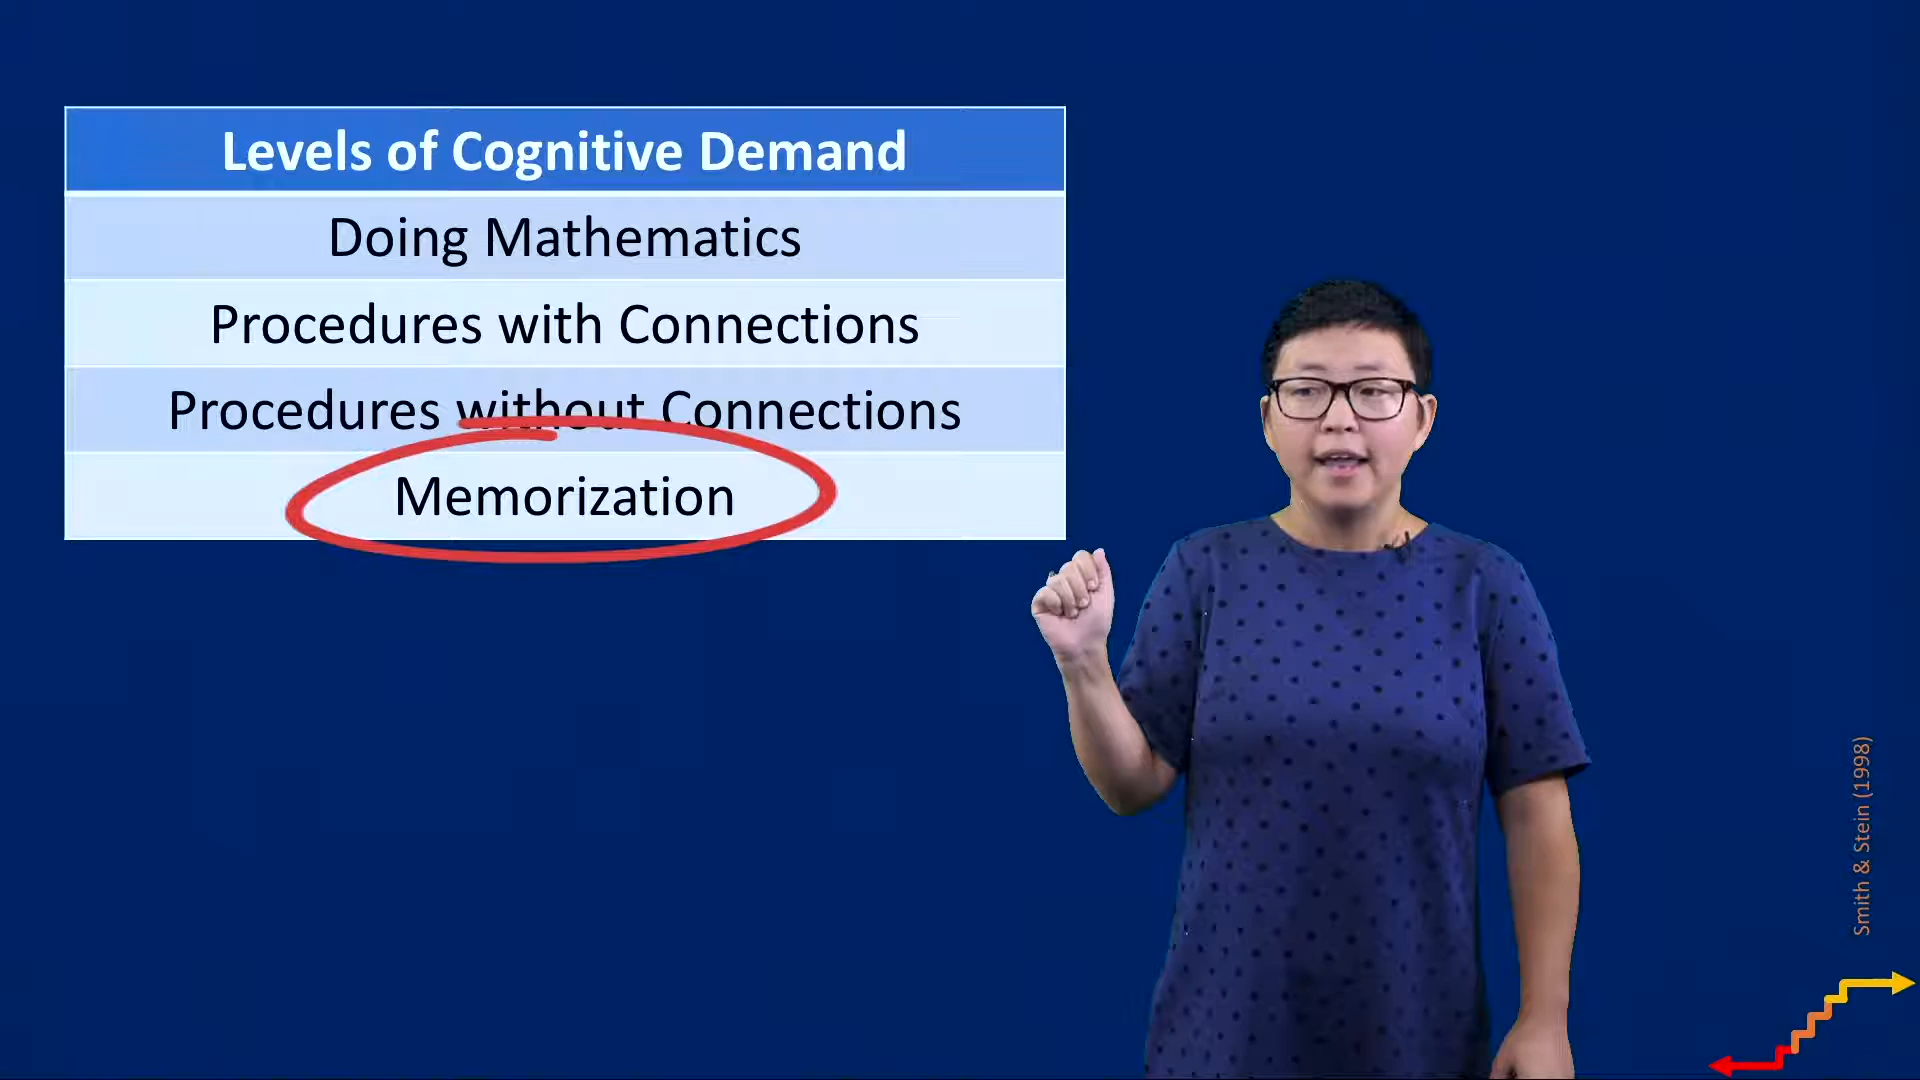 Levels of Cognitive Demand
Doing Mathematics
Procedures with Connections
Procedures without Connections
Memorization
Smith & Stein (1998)